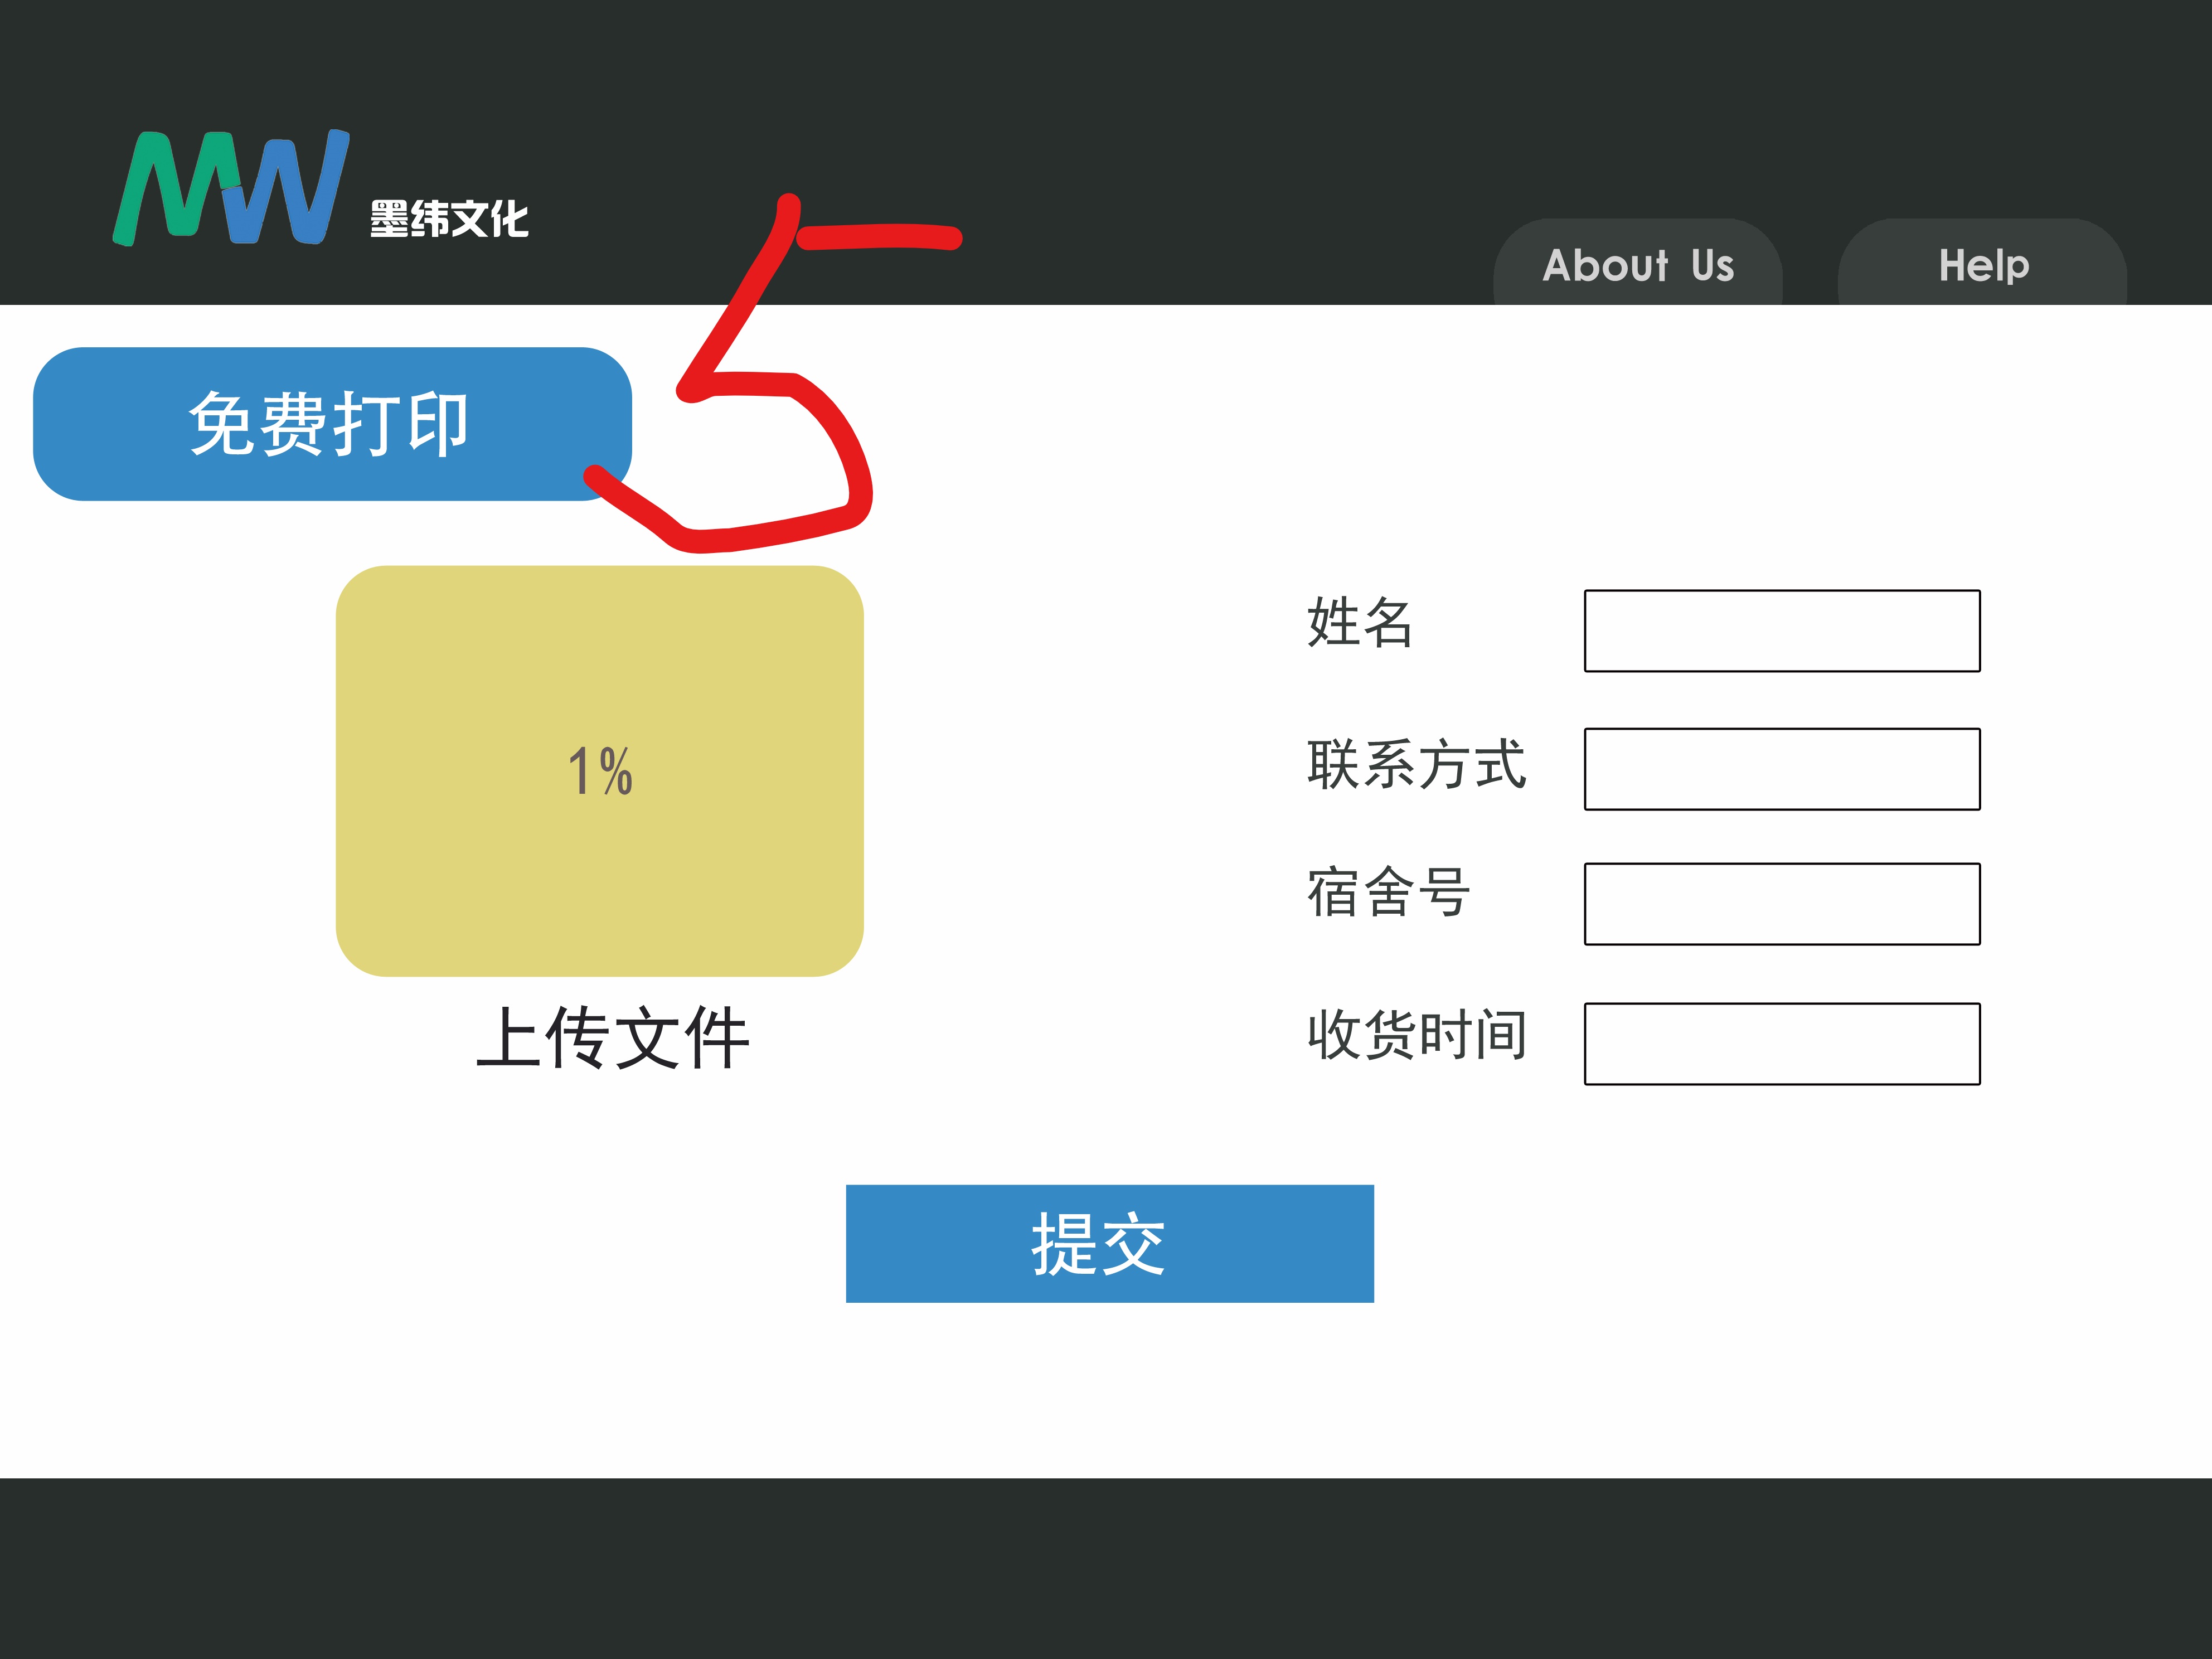 MW 墨纬文化
About Us
Help
5
免费打印
1%
上传文件
姓名
联系方式
宿舍号
收货时间
提交